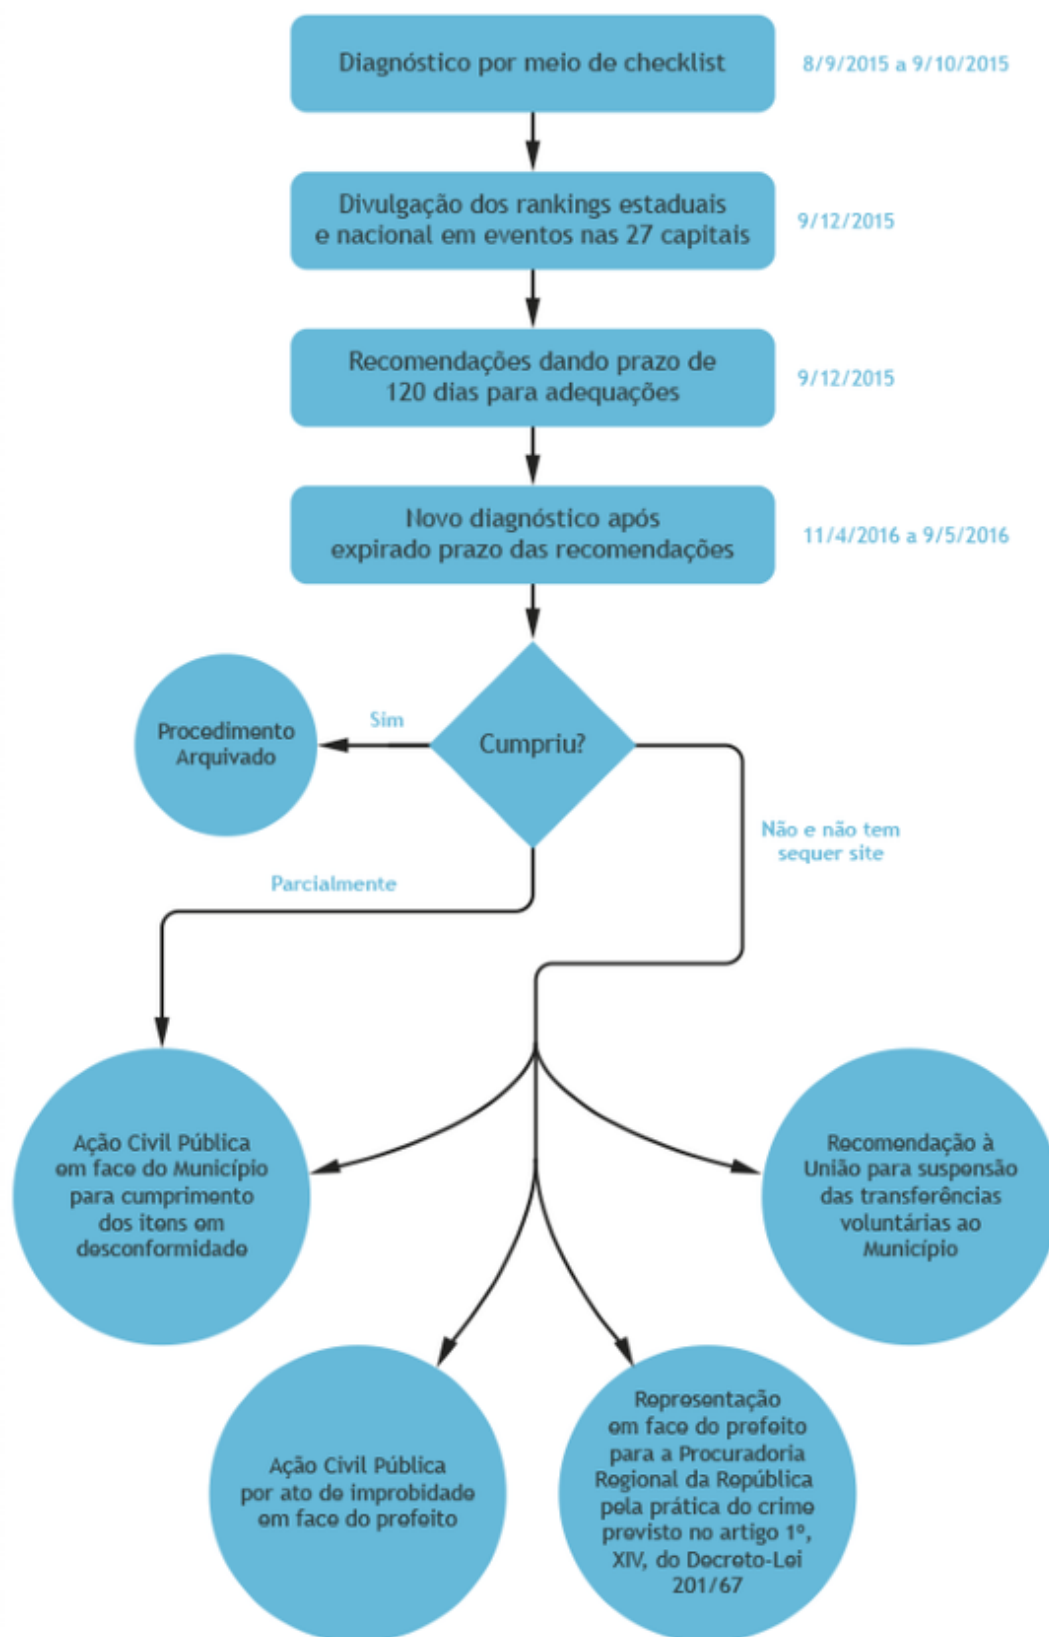 Diagnóstico por meio de checklist
8/9/2015 a 9/10/2015
Divulgação dos rankings estaduais
e nacional em eventos nas 27 capitais
9/12/2015
Recomendações dando prazo de
120 dias para adequações
9/12/2015
Novo diagnóstico após
expirado prazo das recomendações
11/4/2016 a 9/5/2016
Cumpriu?
Sim
Procedimento
Arquivado
Não e não tem
sequer site
Parcialmente
Ação Civil Pública
em face do Município
para cumprimento
dos itens em
desconformidade
Recomendação à
União para suspensão
das transferências
voluntárias ao
Município
Ação Civil Pública
por ato de improbidade
em face do prefeito
Representação
em face do prefeito
para a Procuradoria
Regional da República
pela prática do crime
previsto no artigo 1º,
XIV, do Decreto-Lei
201/67